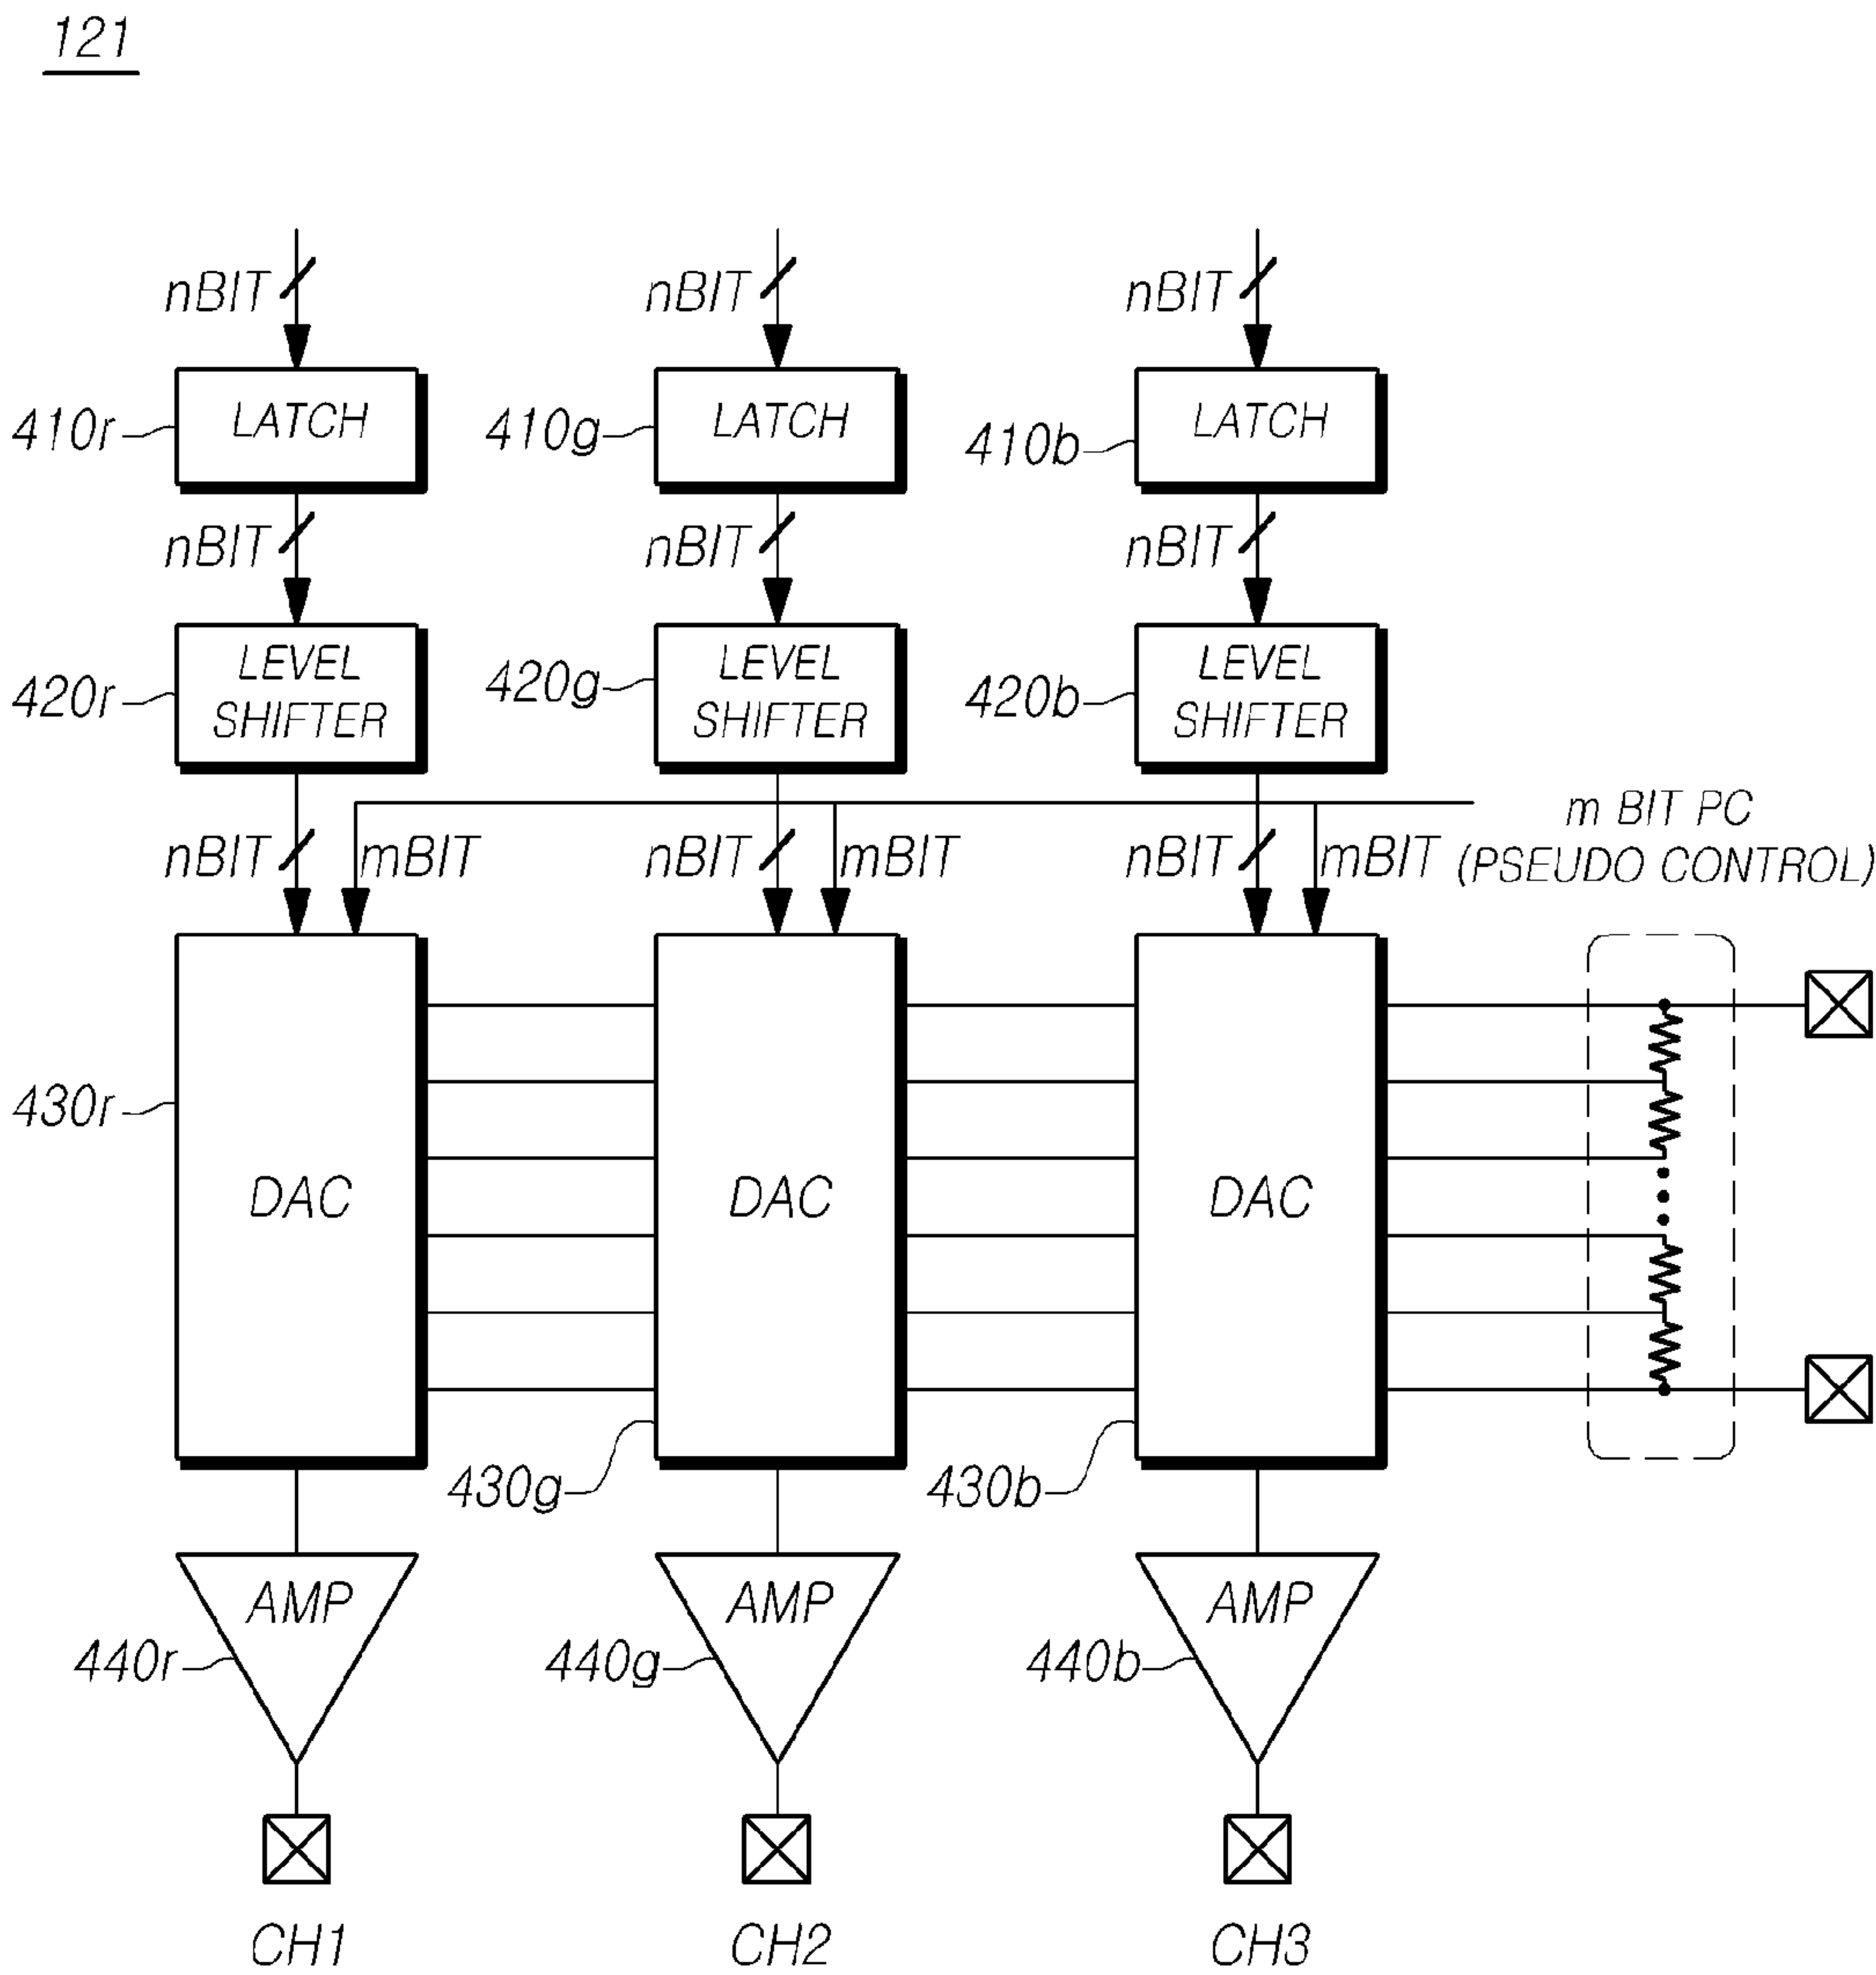 121
nBIT nBIT nBIT
LATCH LATCH LATCH
410r 410g 410b
nBIT nBIT nBIT
LEVEL SHIFTER LEVEL SHIFTER LEVEL SHIFTER
420r 420g 420b
m BIT PC
(PSEUDO CONTROL)
nBIT mBIT nBIT mBIT nBIT mBIT
430r
DAC DAC DAC
430g 430b
AMP AMP AMP
440r 440g 440b
CH1 CH2 CH3